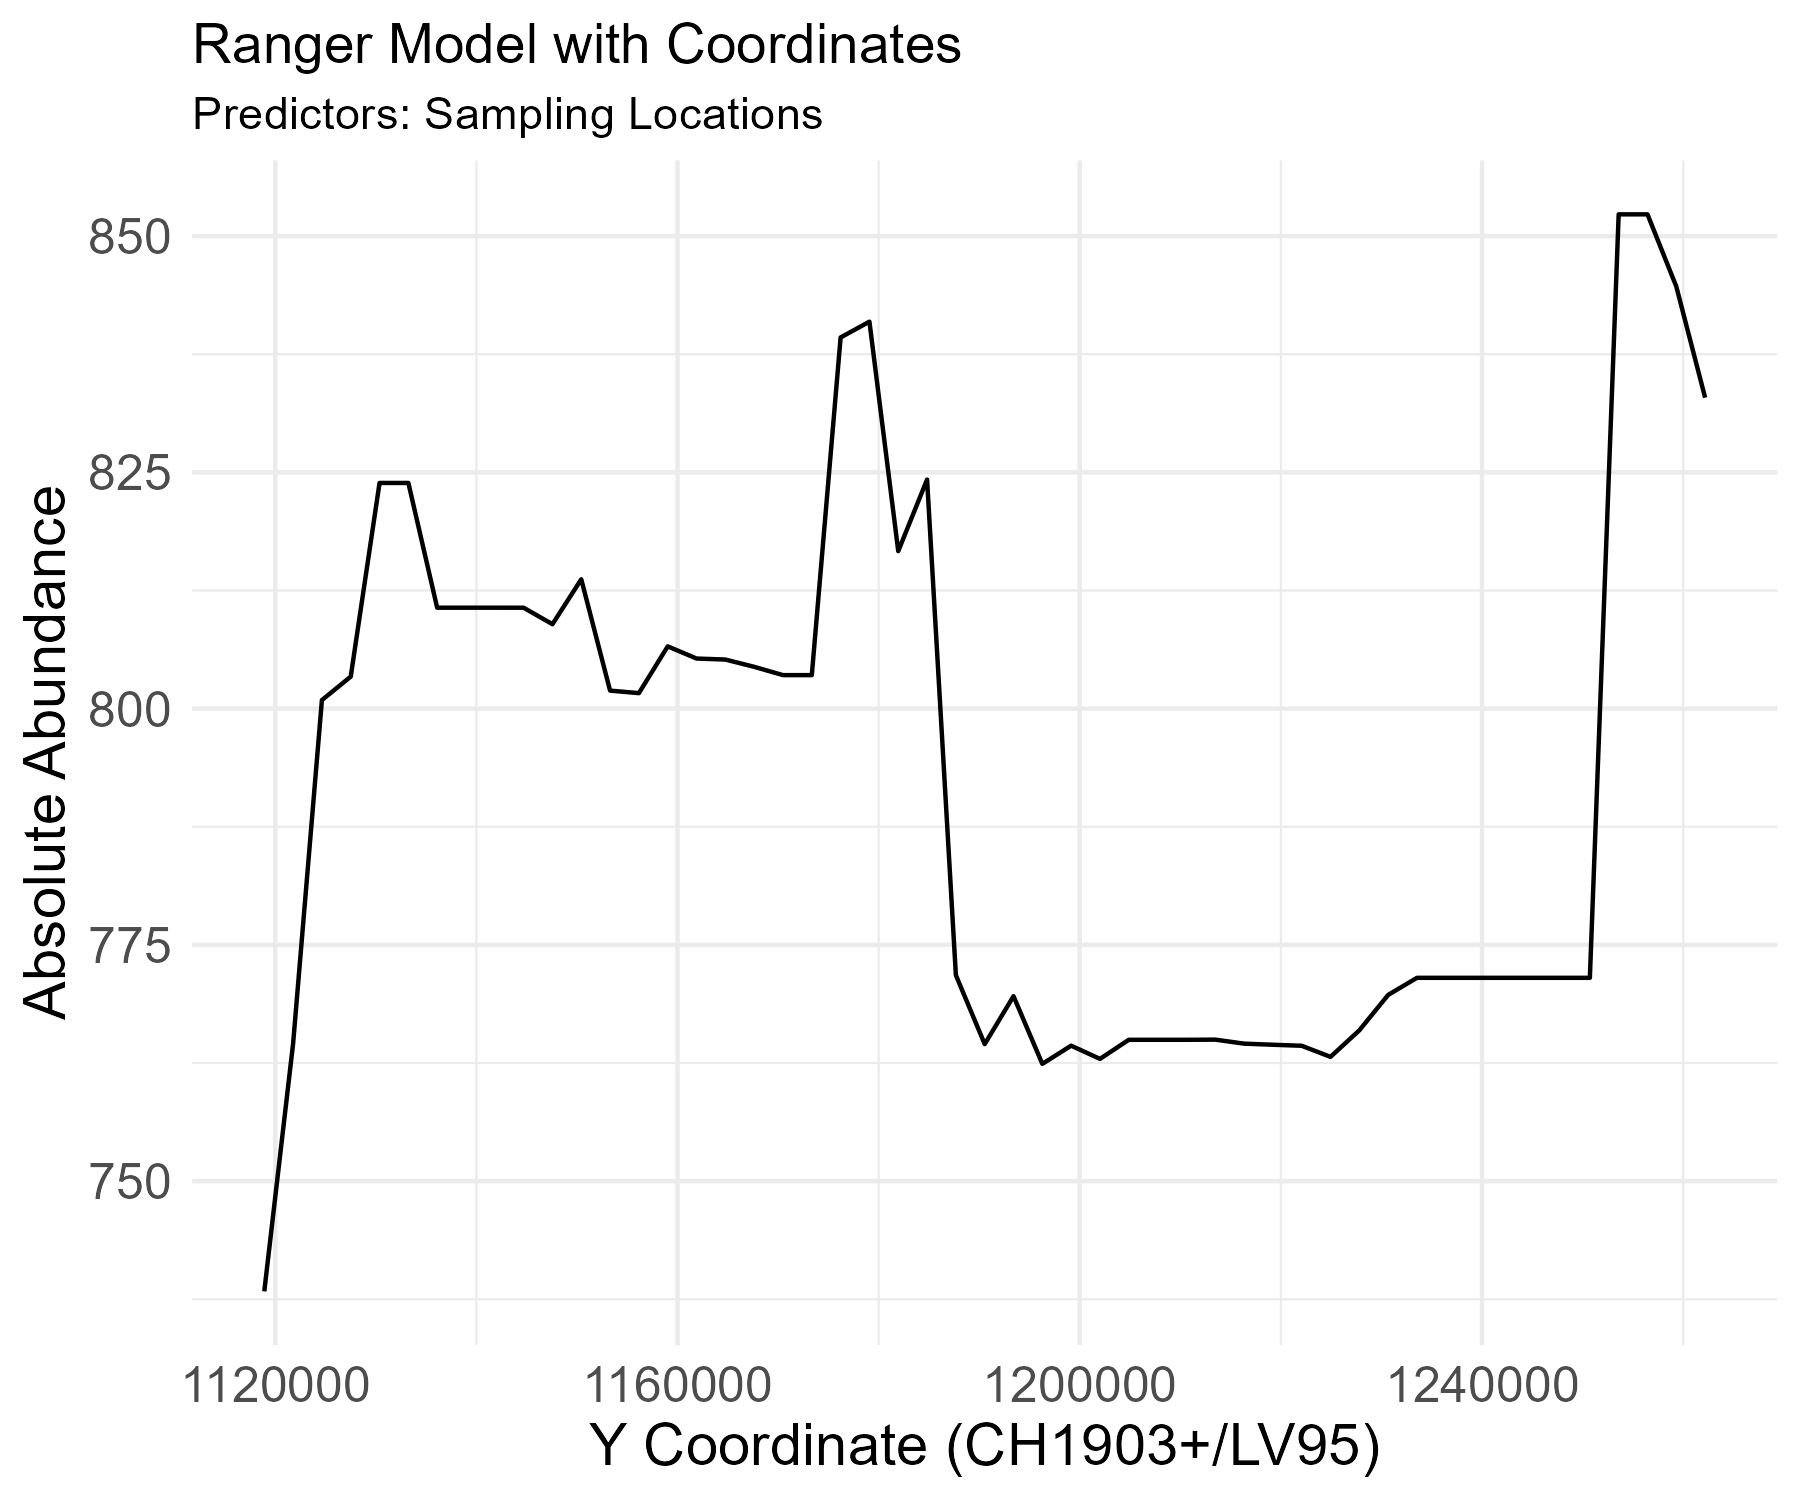 Ranger Model with Coordinates
Predictors: Sampling Locations
850
825
800
775
750
Absolute Abundance
1120000 1160000 1200000 1240000
Y Coordinate (CH1903+/LV95)